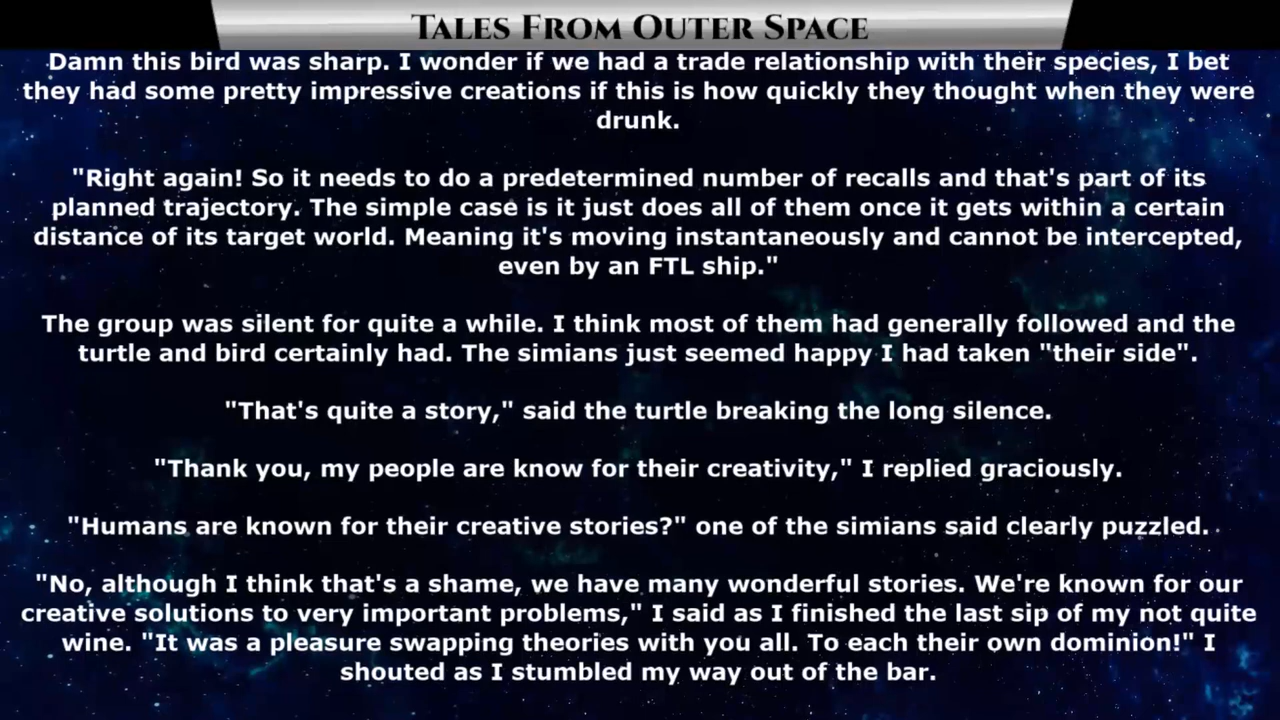 Tales From Outer Space
Damn this bird was sharp. I wonder if we had a trade relationship with their species, I bet
they had some pretty impressive creations if this is how quickly they thought when they were
drunk.
"Right again! So it needs to do a predetermined number of recalls and that's part of its
planned trajectory. The simple case is it just does all of them once it gets within a certain
distance of its target world. Meaning it's moving instantaneously and cannot be intercepted,
even by an FTL ship."
The group was silent for quite a while. I think most of them had generally followed and the
turtle and bird certainly had. The simians just seemed happy I had taken "their side".
"That's quite a story," said the turtle breaking the long silence.
"Thank you, my people are know for their creativity," I replied graciously.
"Humans are known for their creative stories?" one of the simians said clearly puzzled.
"No, although I think that's a shame, we have many wonderful stories. We're known for our
creative solutions to very important problems," I said as I finished the last sip of my not quite
wine. "It was a pleasure swapping theories with you all. To each their own dominion!" I
shouted as I stumbled my way out of the bar.